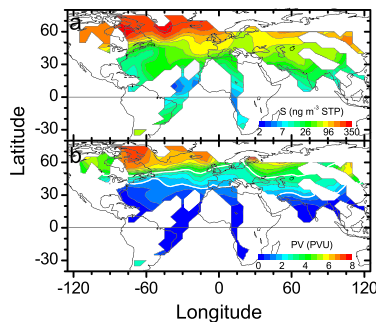 a
60
30
0
-30
S (ng m⁻³ STP)
2 7 26 96 350
Latitude
b
60
30
0
-30
PV (PVU)
0 2 4 6 8
-120 -60 0 60 120
Longitude